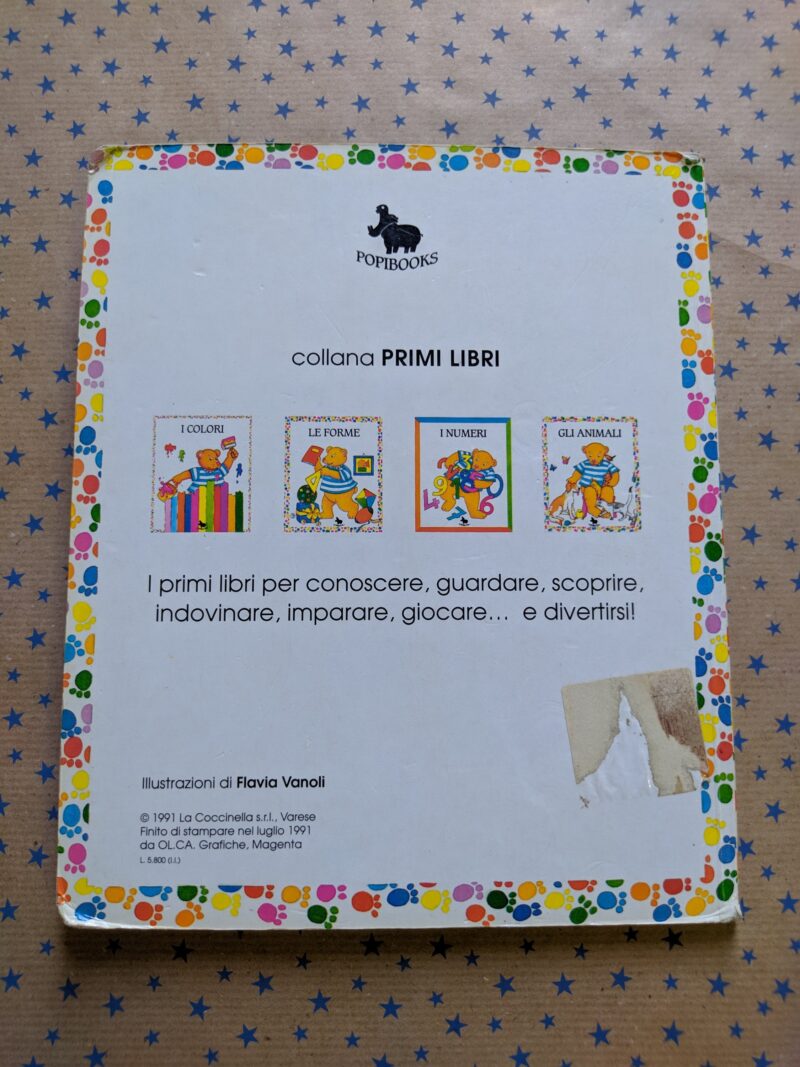 POPIBOOKS
collana PRIMI LIBRI
I COLORI
LE FORME
I NUMERI
GLI ANIMALI
I primi libri per conoscere, guardare, scoprire,
indovinare, imparare, giocare... e divertirsi!
Illustrazioni di Flavia Vanoli
© 1991 La Coccinella s.r.l., Varese
Finito di stampare nel luglio 1991
da OL.CA. Grafiche, Magenta
L. 5.800 (i.i.)